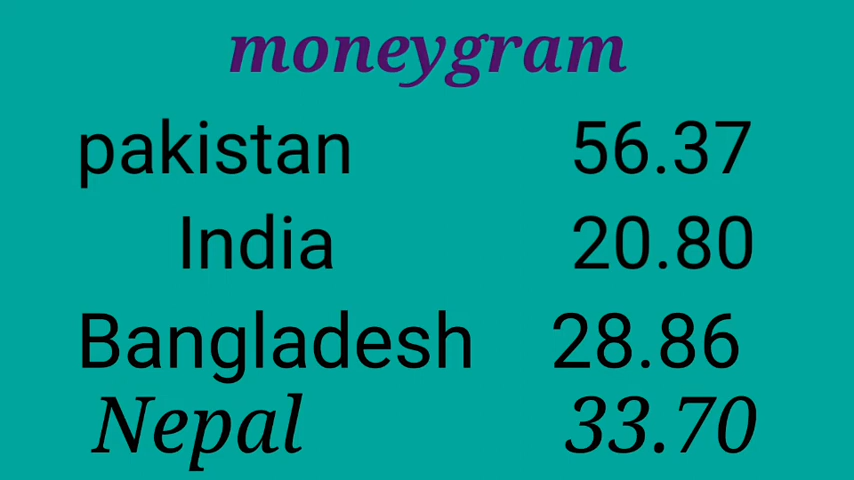 moneygram
pakistan 56.37
India 20.80
Bangladesh 28.86
Nepal 33.70